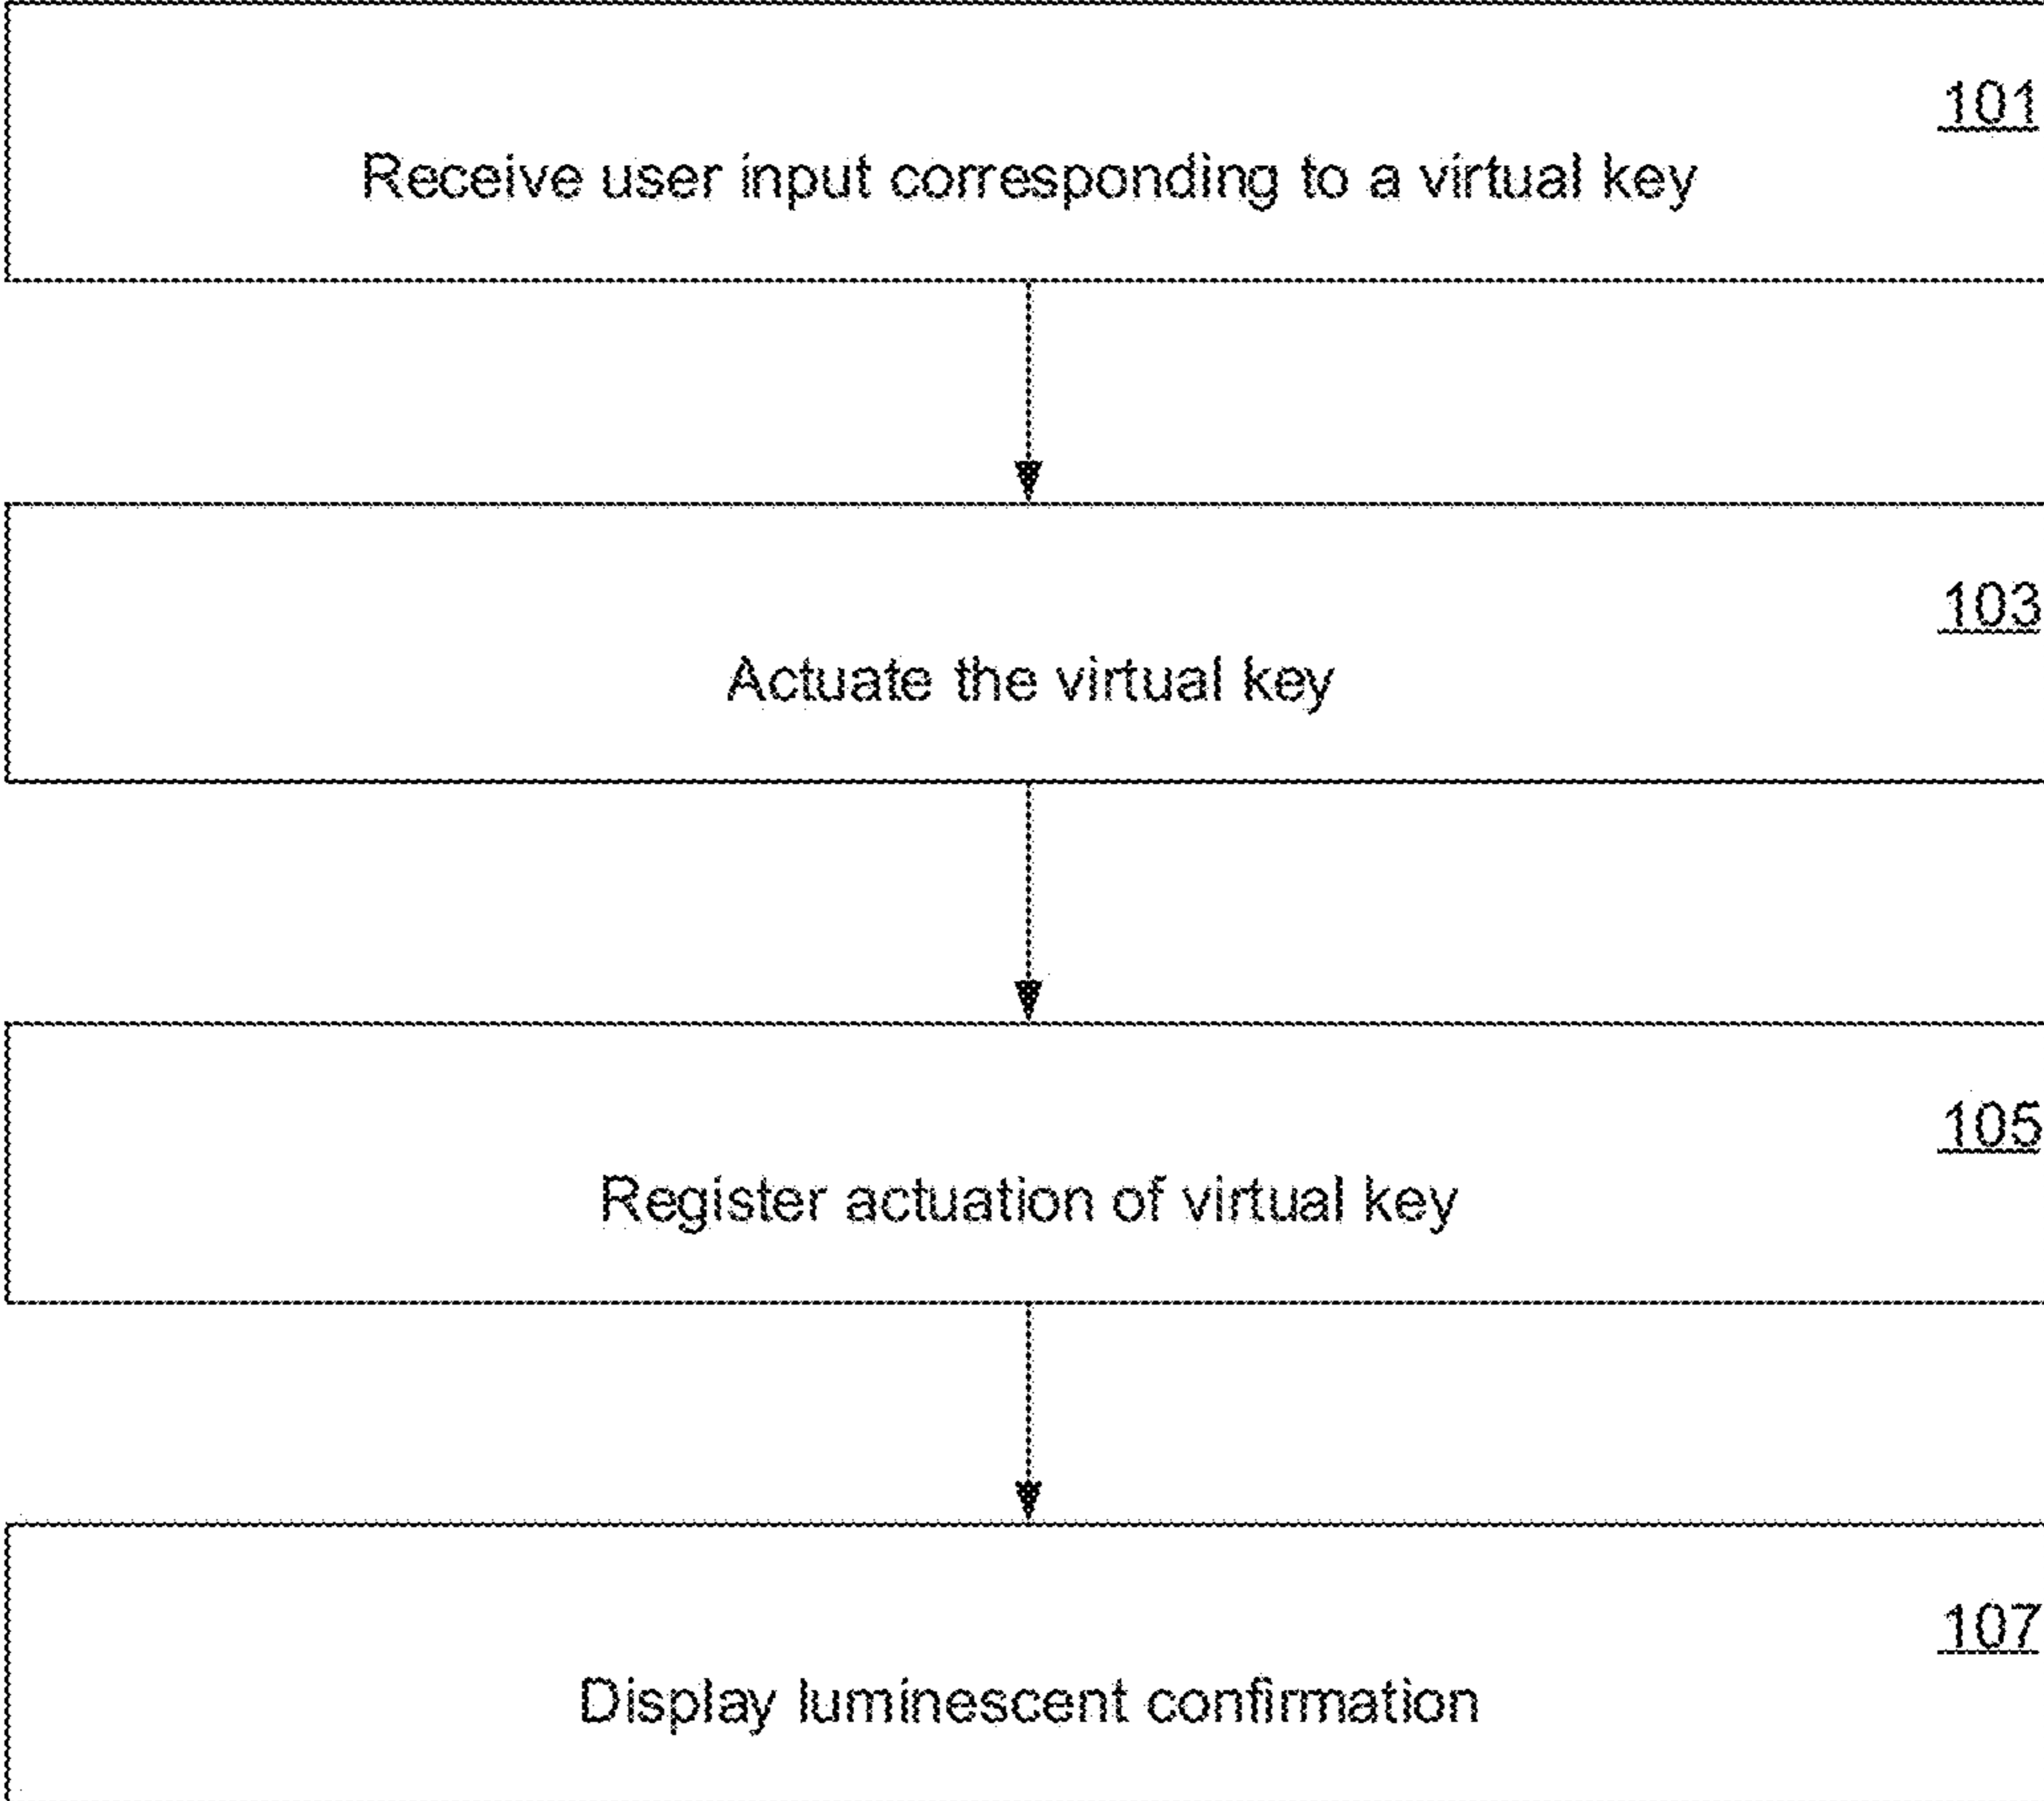 101
Receive user input corresponding to a virtual key
103
Actuate the virtual key
105
Register actuation of virtual key
107
Display luminescent confirmation